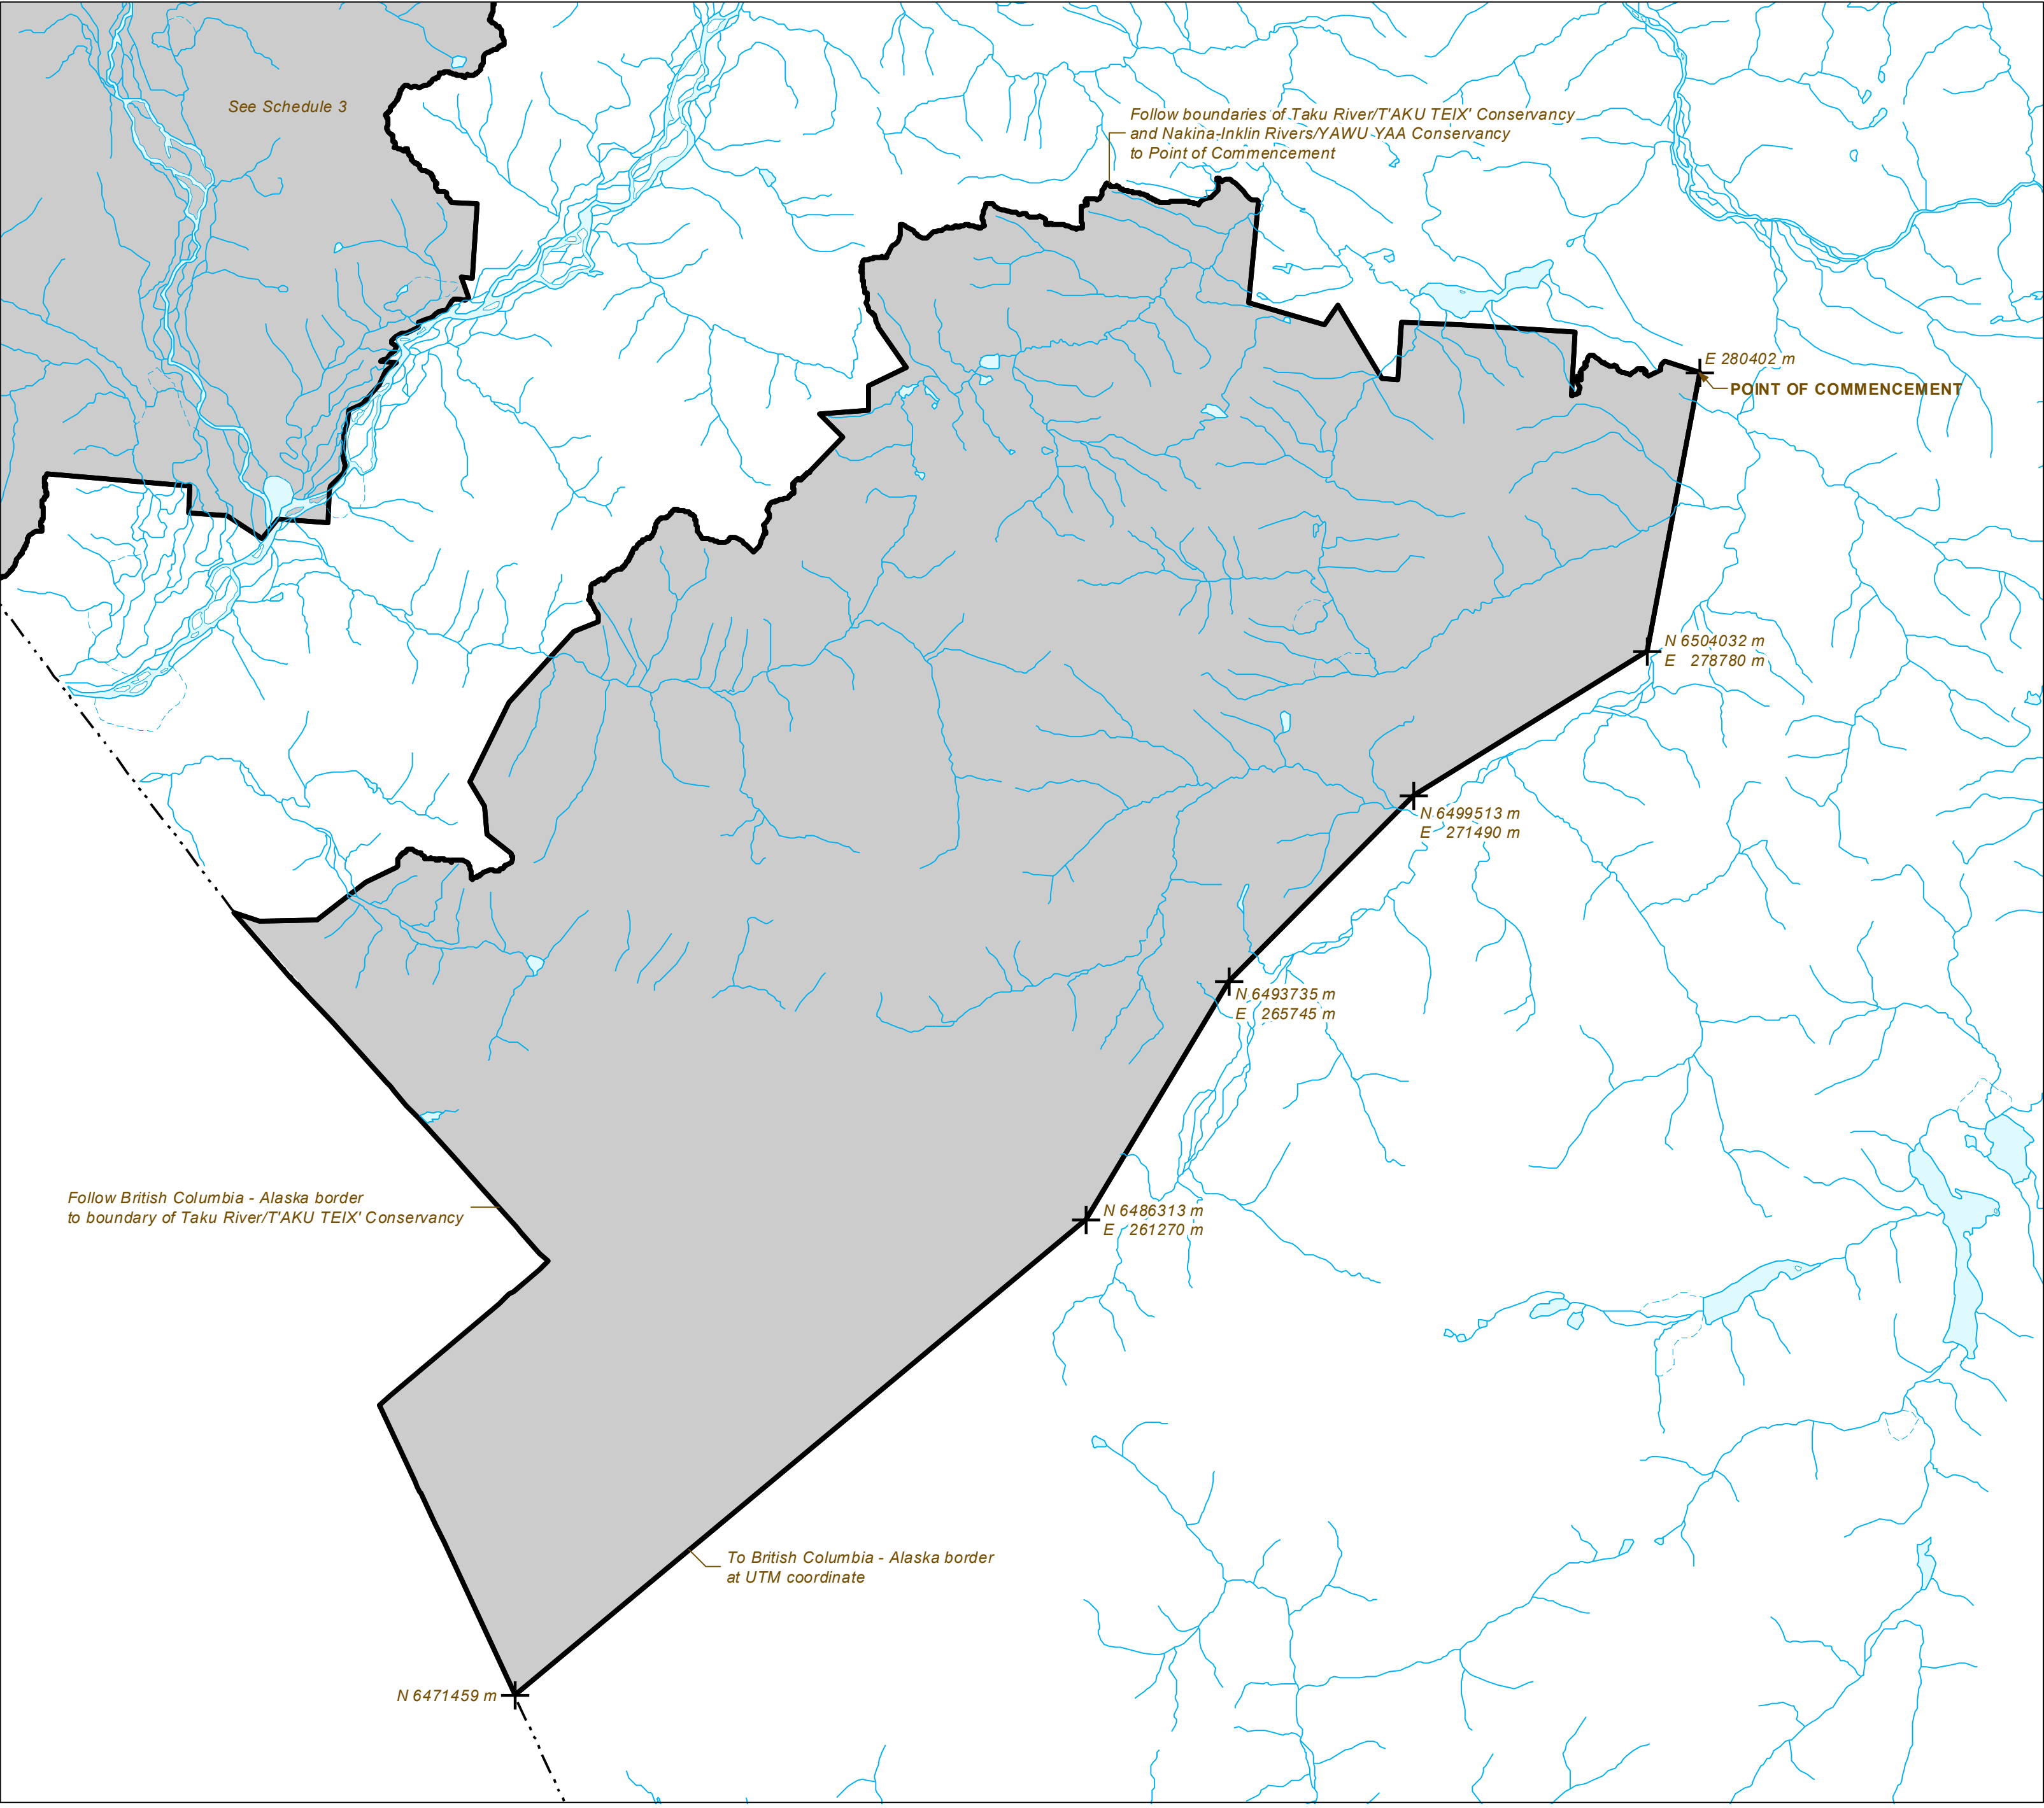 See Schedule 3
Follow boundaries of Taku River/T'AKU TEIX' Conservancy
and Nakina-Inklin Rivers/YAWU YAA Conservancy
to Point of Commencement
E 280402 m
POINT OF COMMENCEMENT
N 6504032 m
E 278780 m
N 6499513 m
E 271490 m
N 6493735 m
E 265745 m
N 6486313 m
E 261270 m
Follow British Columbia - Alaska border
to boundary of Taku River/T'AKU TEIX' Conservancy
To British Columbia - Alaska border
at UTM coordinate
N 6471459 m